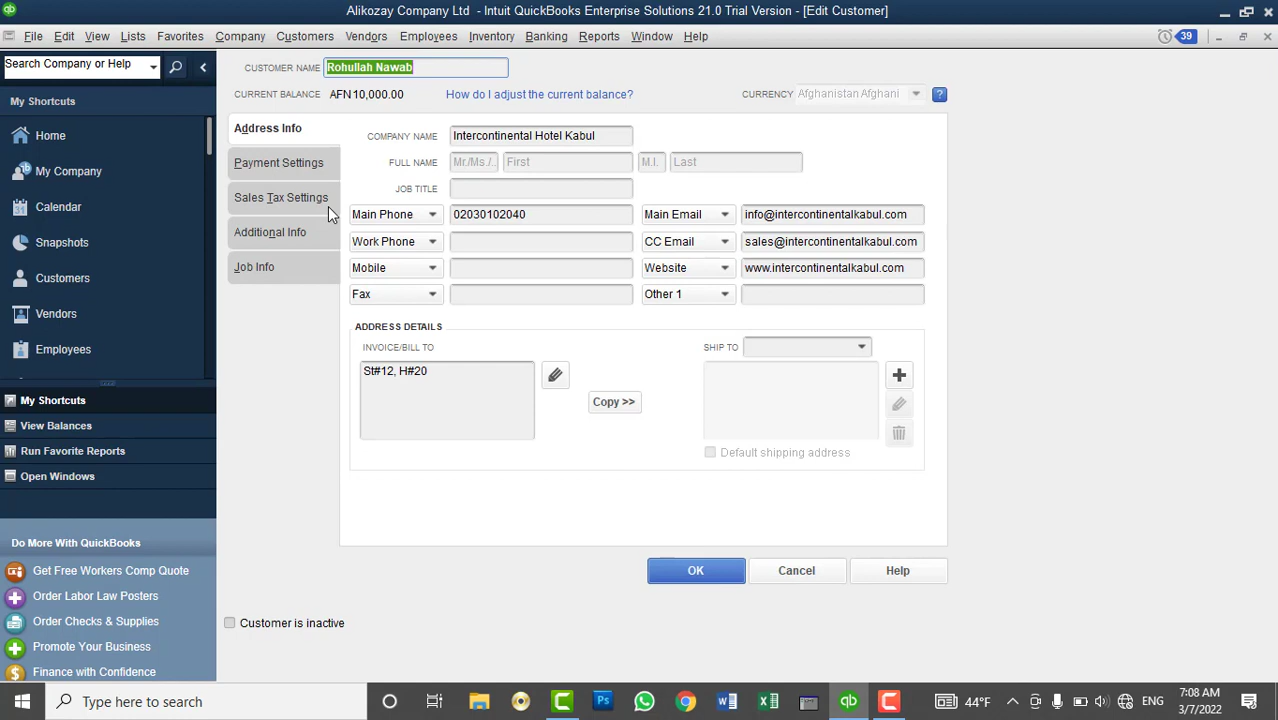 Alikozay Company Ltd - Intuit QuickBooks Enterprise Solutions 21.0 Trial Version - [Edit Customer]
File Edit View Lists Favorites Company Customers Vendors Employees Inventory Banking Reports Window Help 39
Search Company or Help
My Shortcuts
Home
My Company
Calendar
Snapshots
Customers
Vendors
Employees
My Shortcuts
View Balances
Run Favorite Reports
Open Windows
Do More With QuickBooks
Get Free Workers Comp Quote
Order Labor Law Posters
Order Checks & Supplies
Promote Your Business
Finance with Confidence
CUSTOMER NAME Rohullah Nawab
CURRENT BALANCE AFN10,000.00 How do I adjust the current balance? CURRENCY Afghanistan Afghani ?
Address Info
Payment Settings
Sales Tax Settings
Additional Info
Job Info
COMPANY NAME Intercontinental Hotel Kabul
FULL NAME Mr./Ms./.. First M.I. Last
JOB TITLE
Main Phone 02030102040 Main Email info@intercontinentalkabul.com
Work Phone CC Email sales@intercontinentalkabul.com
Mobile Website www.intercontinentalkabul.com
Fax Other 1
ADDRESS DETAILS
INVOICE/BILL TO SHIP TO
St#12, H#20
Copy >>
Default shipping address
OK Cancel Help
Customer is inactive
Type here to search
44°F ENG
7:08 AM
3/7/2022